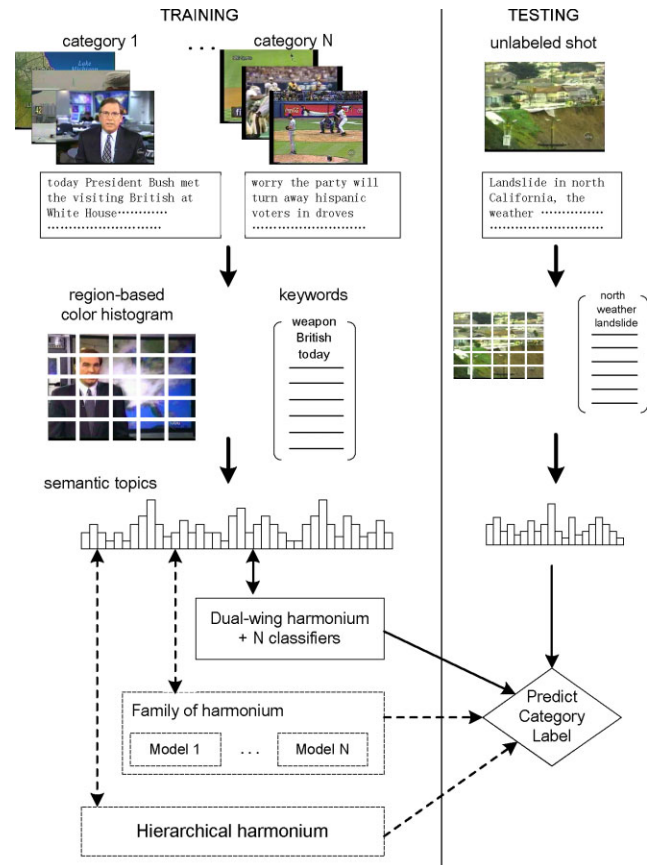 TRAINING
TESTING
category 1
. . . .
category N
unlabeled shot
Lake
Michigan
42
today President Bush met
the visiting British at
White House············
······················
worry the party will
turn away hispanic
voters in droves
······················
Landslide in north
California, the
weather ············
······················
region-based
color histogram
keywords
weapon
British
today
north
weather
landslide
semantic topics
Dual-wing harmonium
+ N classifiers
Family of harmonium
Model 1
. . .
Model N
Predict
Category
Label
Hierarchical harmonium